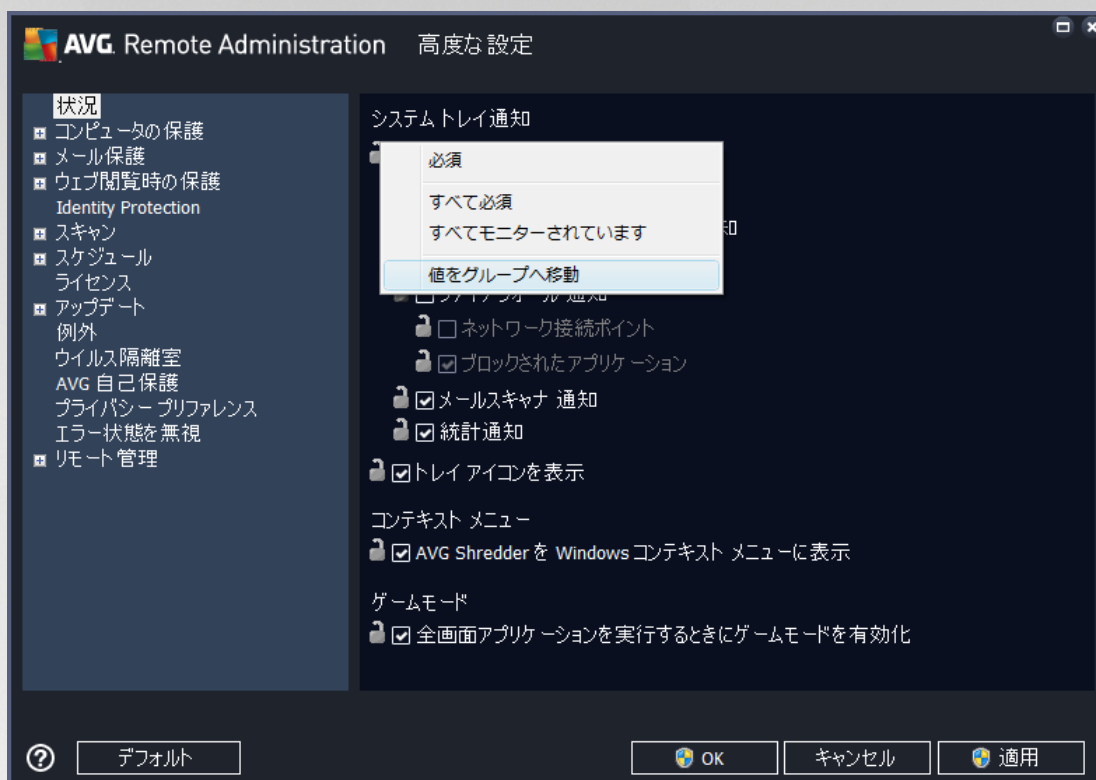 AVG. Remote Administration 高度な設定
状況
コンピュータの保護
メール保護
ウェブ閲覧時の保護
Identity Protection
スキャン
スケジュール
ライセンス
アップデート
例外
ウイルス隔離室
AVG 自己保護
プライバシー プリファレンス
エラー状態を無視
リモート管理
システムトレイ通知
必須
すべて必須
すべてモニターされています
値をグループへ移動
ネットワーク接続ポイント
ブロックされたアプリケーション
メールスキャナ 通知
統計通知
トレイ アイコンを表示
コンテキスト メニュー
AVG Shredder を Windows コンテキスト メニューに表示
ゲームモード
全画面アプリケーションを実行するときにゲームモードを有効化
デフォルト
OK
キャンセル
適用